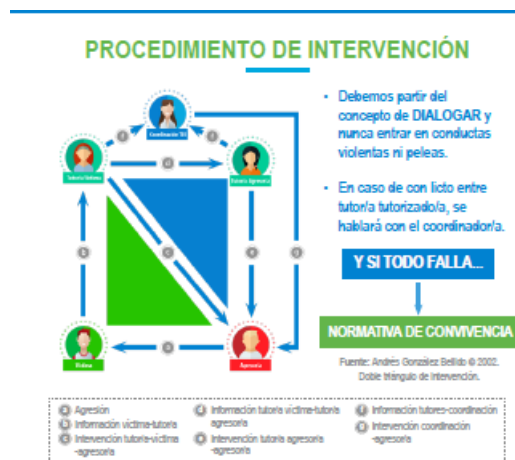 PROCEDIMIENTO DE INTERVENCIÓN
Coordinación TEI
Tutor/a Víctima
Tutor/a Agresor/a
f
f
d
b
c
e
g
a
Víctima
Agresor/a
• Debemos partir del
concepto de DIALOGAR y
nunca entrar en conductas
violentas ni peleas.
• En caso de con licto entre
tutor/a tutorizado/a, se
hablará con el coordinador/a.
Y SI TODO FALLA...
NORMATIVA DE CONVIVENCIA
Fuente: Andrés González Bellido © 2002.
Doble triángulo de Intervención.
a Agresión
b Información víctima-tutor/a
c Intervención tutor/a-víctima
-agresor/a
d Información tutor/a víctima-tutor/a
agresor/a
e Intervención tutor/a agresor/a
-agresor/a
f Información tutores-coordinación
g Intervención coordinación
-agresor/a